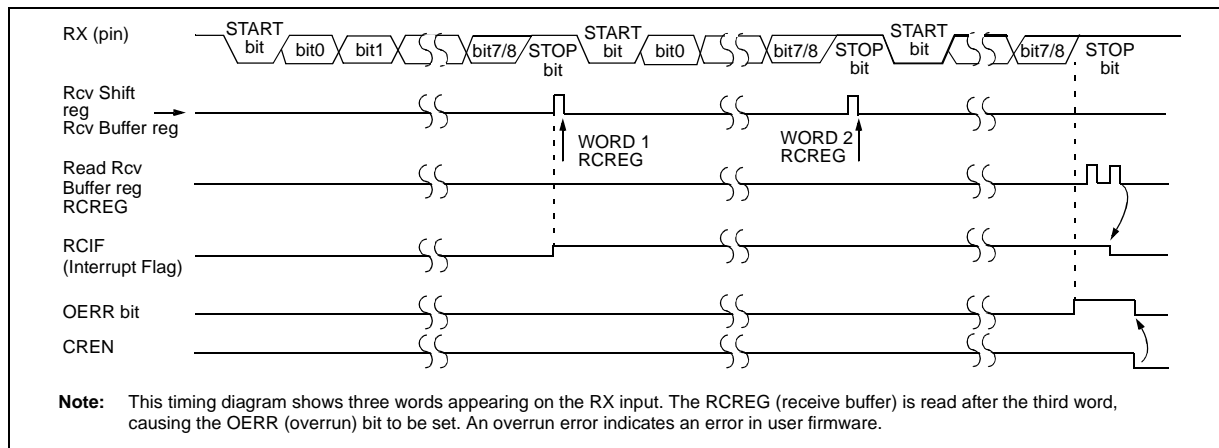 RX (pin)
START
bit
bit0
bit1
bit7/8
STOP
bit
START
bit
bit0
bit7/8
STOP
bit
START
bit
bit7/8
STOP
bit
Rcv Shift
reg
Rcv Buffer reg
WORD 1
RCREG
WORD 2
RCREG
Read Rcv
Buffer reg
RCREG
RCIF
(Interrupt Flag)
OERR bit
CREN
Note: This timing diagram shows three words appearing on the RX input. The RCREG (receive buffer) is read after the third word,
causing the OERR (overrun) bit to be set. An overrun error indicates an error in user firmware.